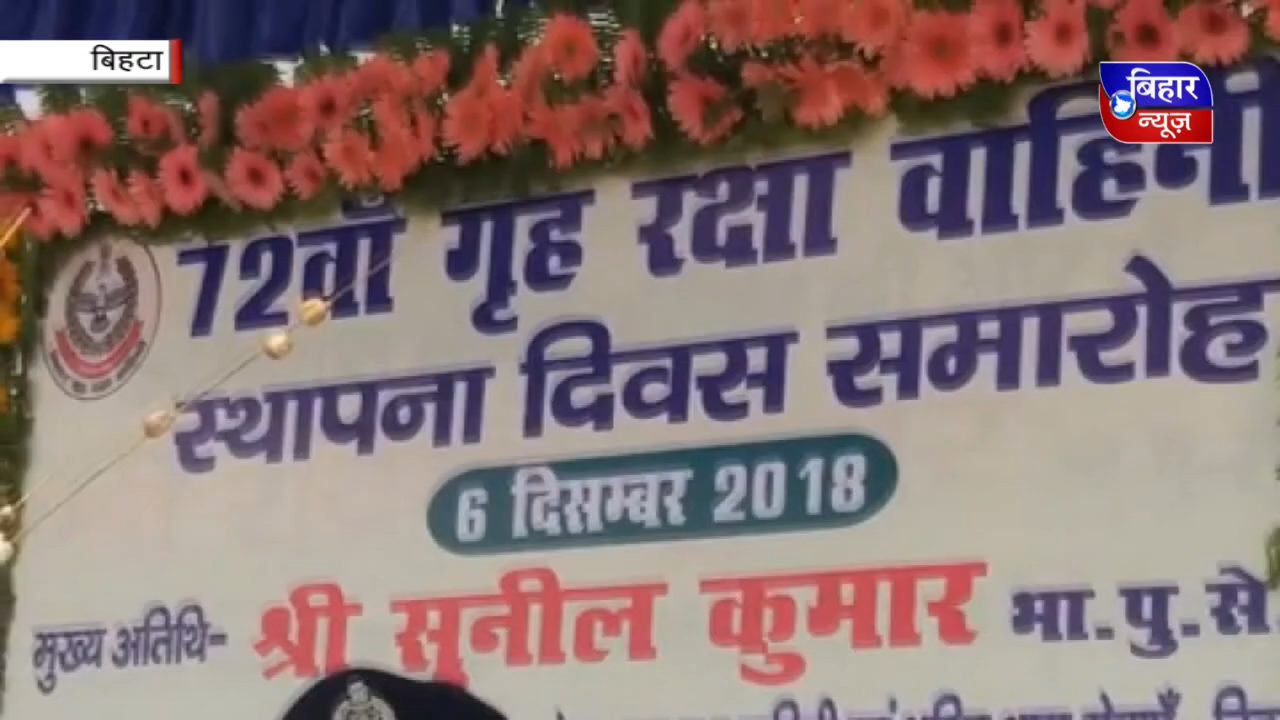 बिहटा
बिहार
न्यूज़
72वाँ गृह रक्षा वाहिनी
स्थापना दिवस समारोह
6 दिसम्बर 2018
मुख्य अतिथि- श्री सुनील कुमार भा.पु.से